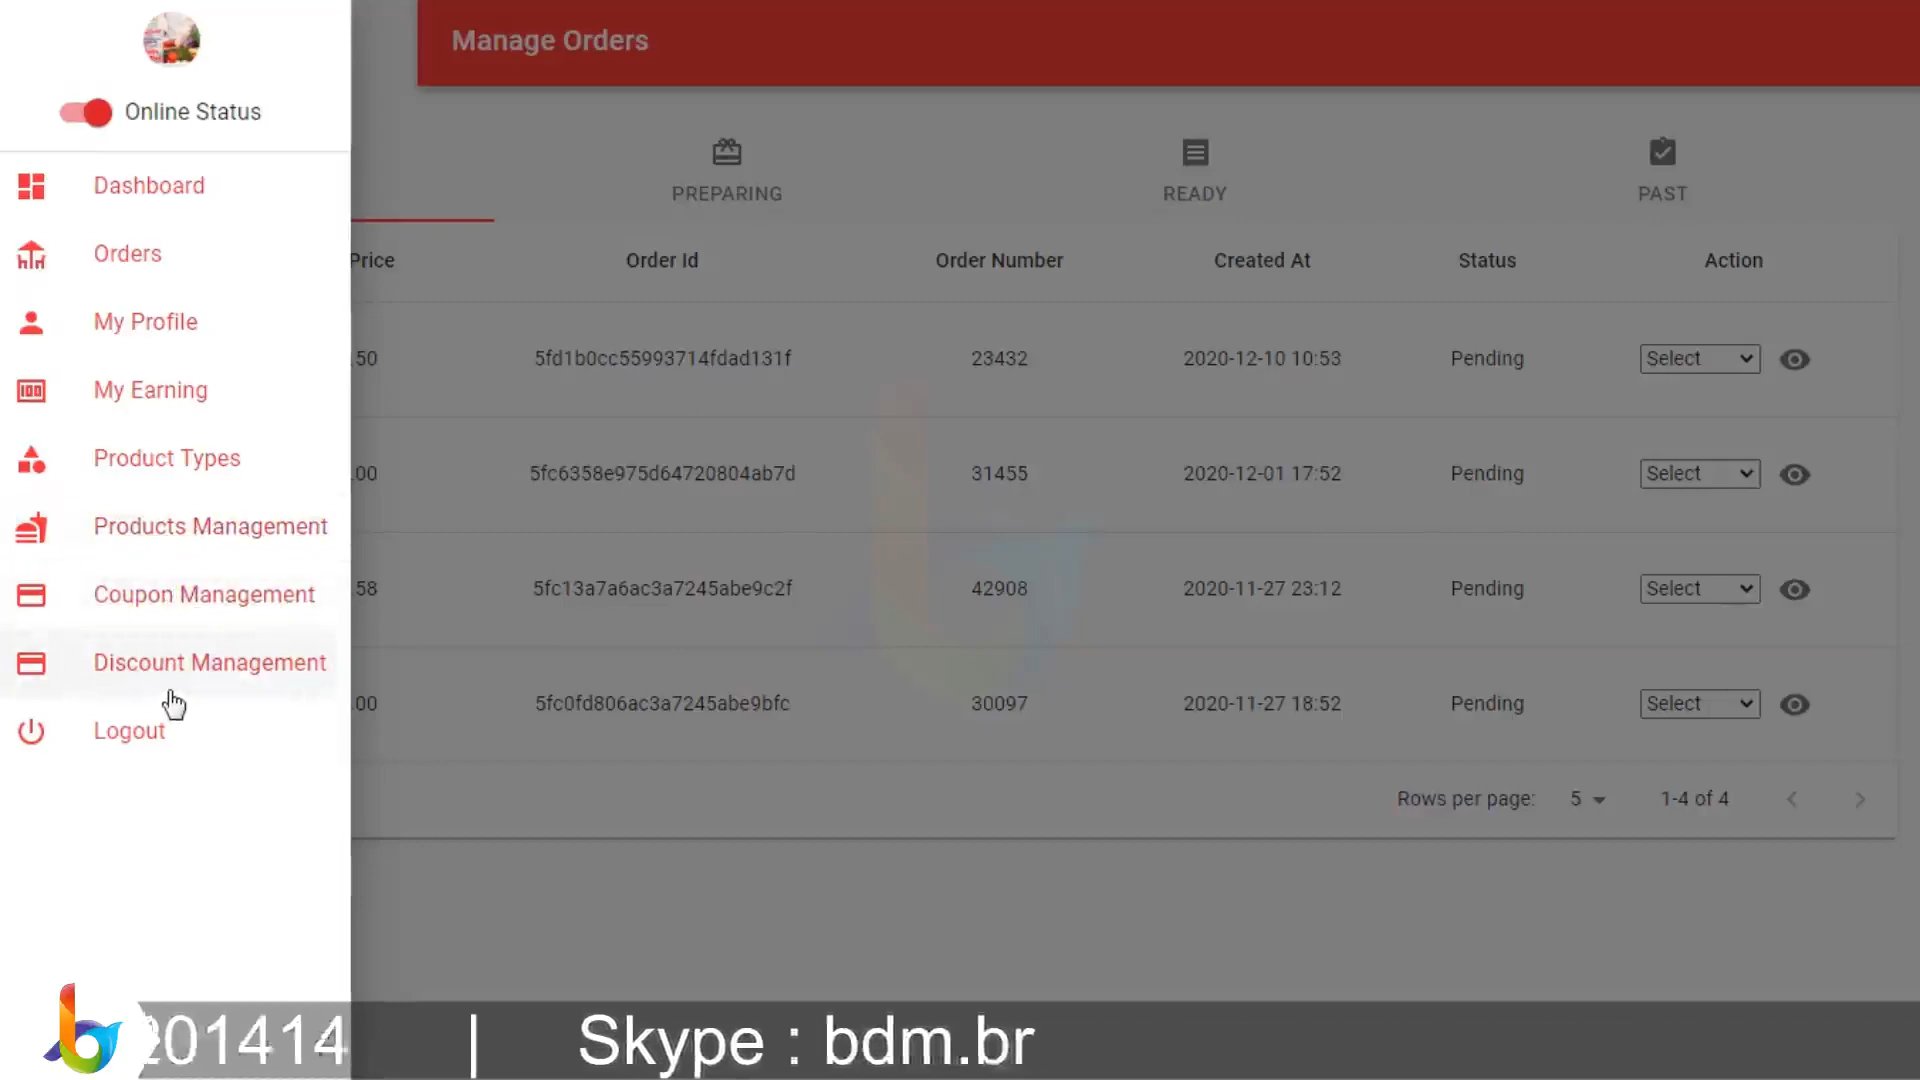 Manage Orders
Online Status
Dashboard
Orders
My Profile
My Earning
Product Types
Products Management
Coupon Management
Discount Management
Logout
PREPARING READY PAST
Price Order Id Order Number Created At Status Action
.50 5fd1b0cc55993714fdad131f 23432 2020-12-10 10:53 Pending Select
.00 5fc6358e975d64720804ab7d 31455 2020-12-01 17:52 Pending Select
.58 5fc13a7a6ac3a7245abe9c2f 42908 2020-11-27 23:12 Pending Select
.00 5fc0fd806ac3a7245abe9bfc 30097 2020-11-27 18:52 Pending Select
Rows per page: 5 1-4 of 4
201414 | Skype : bdm.br